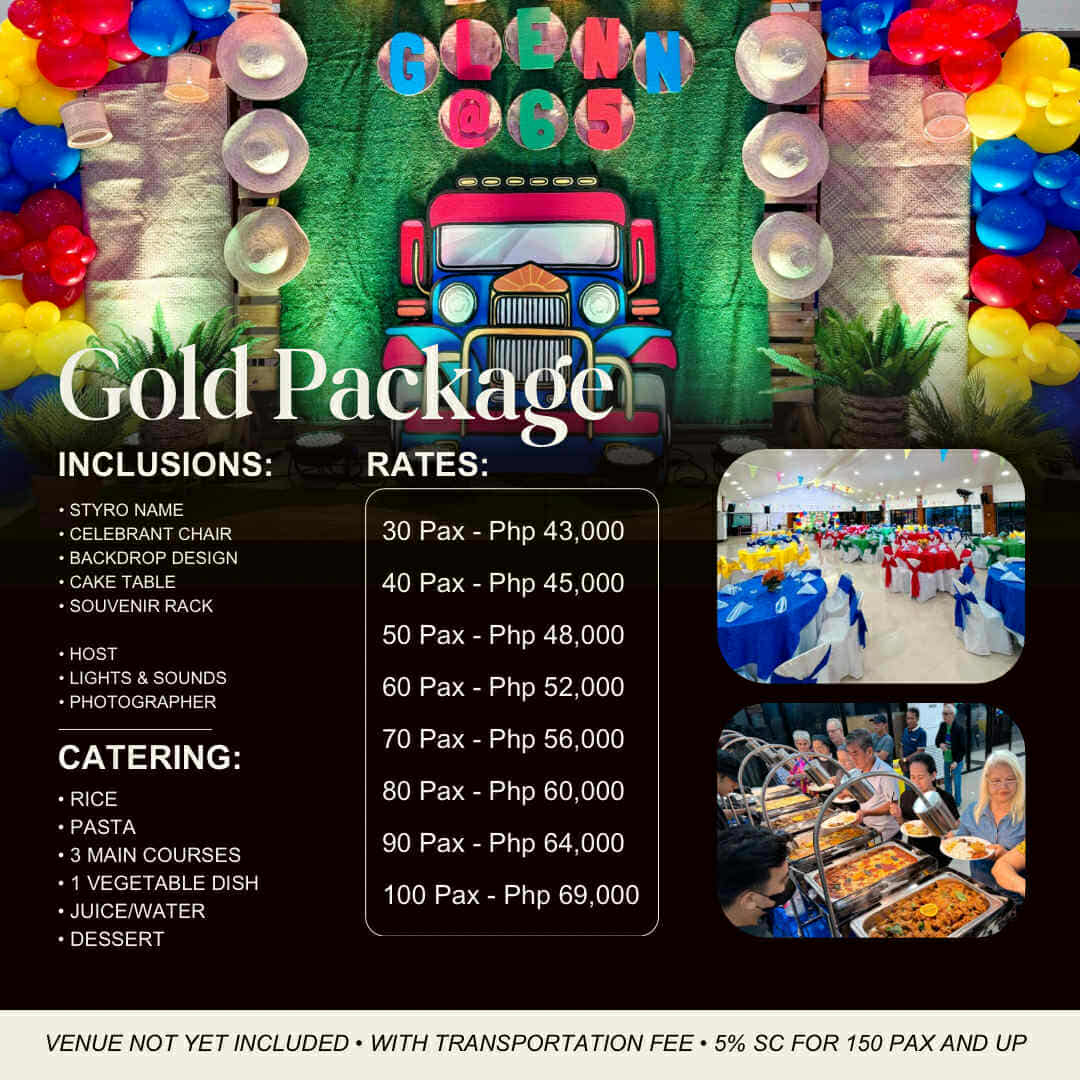 GLENN
@65
Gold Package
INCLUSIONS:
• STYRO NAME
• CELEBRANT CHAIR
• BACKDROP DESIGN
• CAKE TABLE
• SOUVENIR RACK
• HOST
• LIGHTS & SOUNDS
• PHOTOGRAPHER
CATERING:
• RICE
• PASTA
• 3 MAIN COURSES
• 1 VEGETABLE DISH
• JUICE/WATER
• DESSERT
RATES:
30 Pax - Php 43,000
40 Pax - Php 45,000
50 Pax - Php 48,000
60 Pax - Php 52,000
70 Pax - Php 56,000
80 Pax - Php 60,000
90 Pax - Php 64,000
100 Pax - Php 69,000
VENUE NOT YET INCLUDED • WITH TRANSPORTATION FEE • 5% SC FOR 150 PAX AND UP